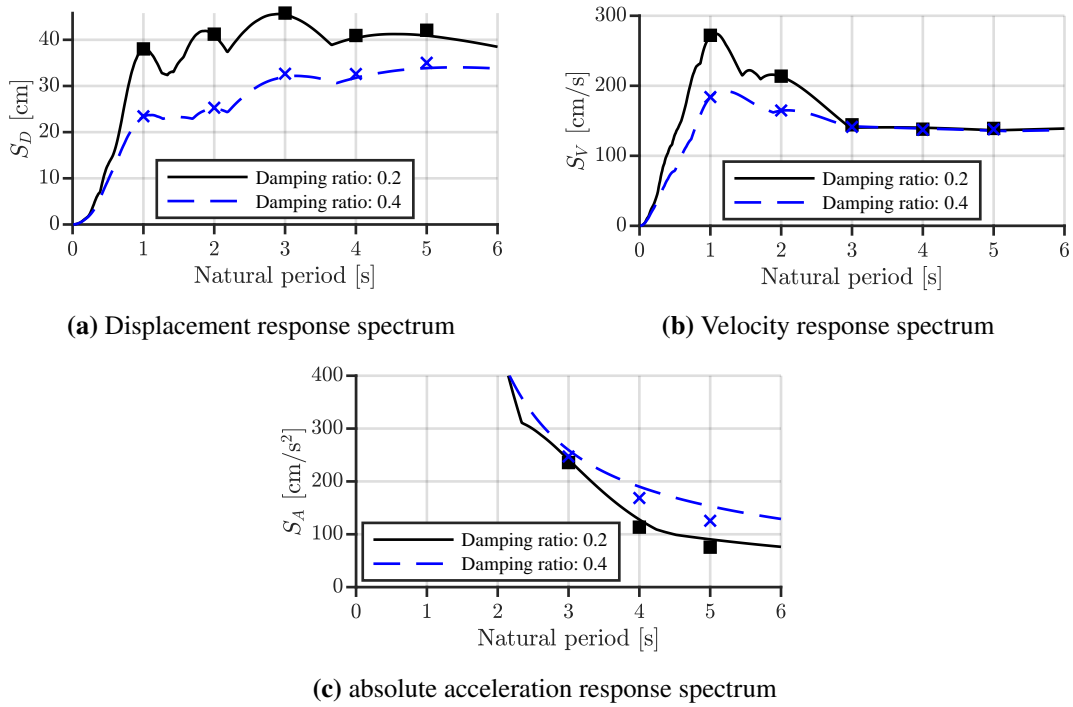 40
30
20
10
0
S_D [cm]
Damping ratio: 0.2
Damping ratio: 0.4
0 1 2 3 4 5 6
Natural period [s]
(a) Displacement response spectrum
300
200
100
0
S_V [cm/s]
Damping ratio: 0.2
Damping ratio: 0.4
0 1 2 3 4 5 6
Natural period [s]
(b) Velocity response spectrum
400
300
200
100
0
S_A [cm/s²]
Damping ratio: 0.2
Damping ratio: 0.4
0 1 2 3 4 5 6
Natural period [s]
(c) absolute acceleration response spectrum